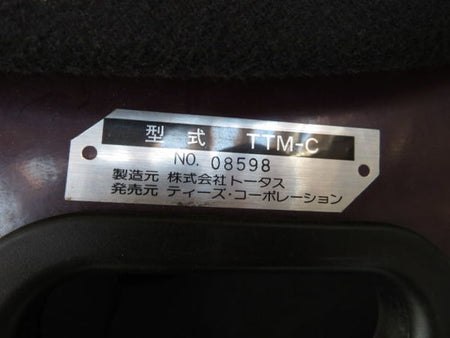 型式 TTM-C
NO. 08598
製造元 株式会社トータス
発売元 ティーズ・コーポレーション